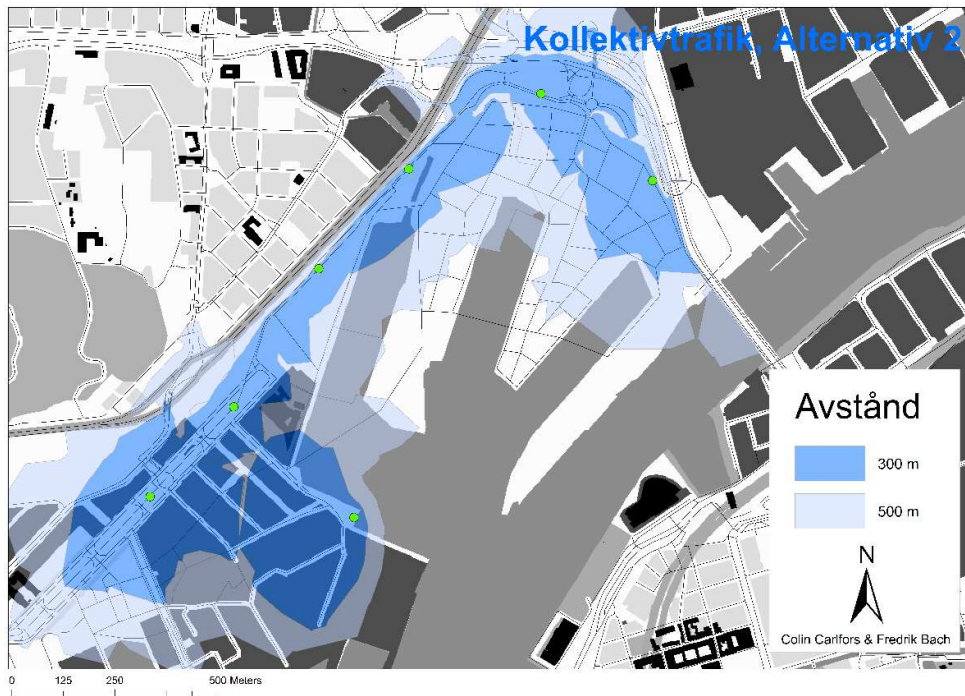 Kollektivtrafik, Alternativ 2
Avstånd
300 m
500 m
N
Colin Carlfors & Fredrik Bach
0 125 250 500 Meters